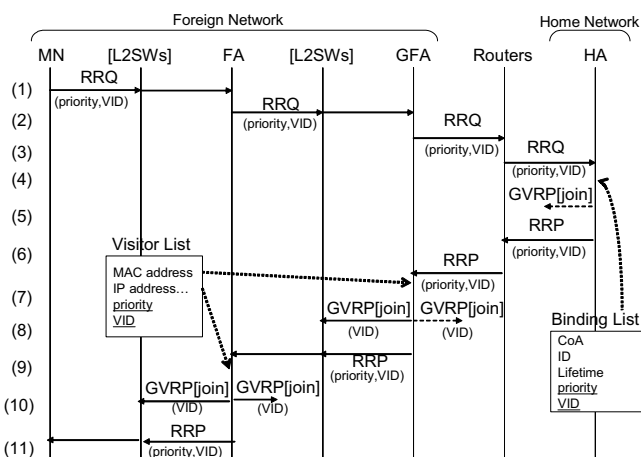 Foreign Network
Home Network
MN [L2SWs] FA [L2SWs] GFA Routers HA
RRQ
(1)
(priority,VID)
RRQ
(2)
(priority,VID)
RRQ
(3)
(priority,VID)
RRQ
(4)
(priority,VID)
GVRP[join]
(5)
RRP
(priority,VID)
(6)
Visitor List
MAC address
IP address…
priority
VID
RRP
(priority,VID)
(7)
GVRP[join] GVRP[join]
(VID) (VID)
(8)
Binding List
CoA
ID
Lifetime
priority
VID
RRP
(priority,VID)
(9)
GVRP[join] GVRP[join]
(VID) (VID)
(10)
RRP
(priority,VID)
(11)